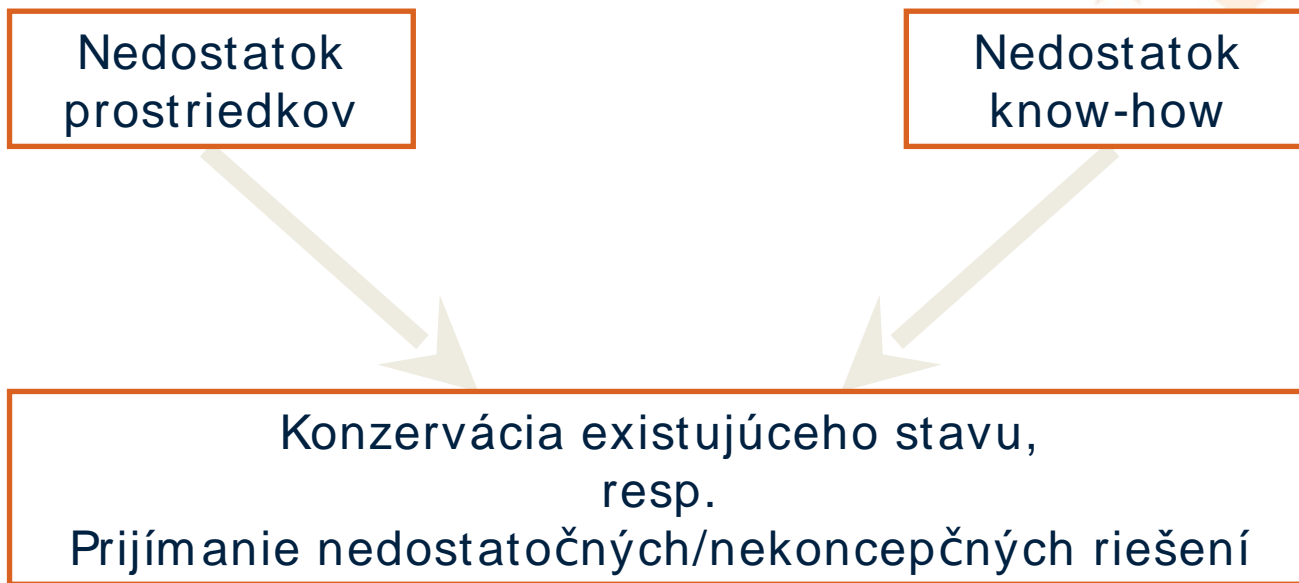 Nedostatok
prostriedkov
Nedostatok
know-how
Konzervácia existujúceho stavu,
resp.
Prijímanie nedostatočných/nekoncepčných riešení